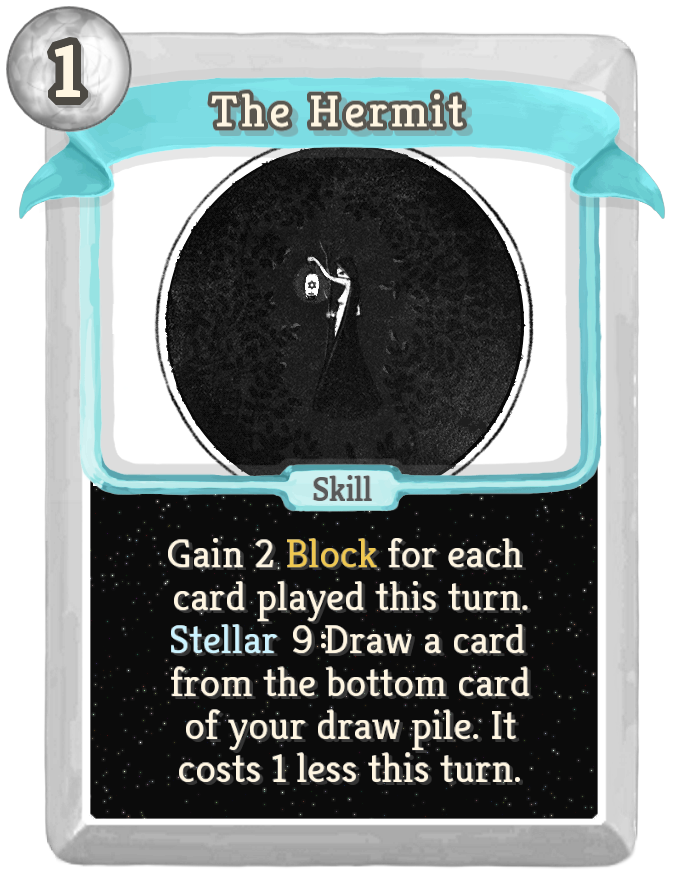 1
The Hermit
Skill
Gain 2 Block for each
card played this turn.
Stellar 9:Draw a card
from the bottom card
of your draw pile. It
costs 1 less this turn.